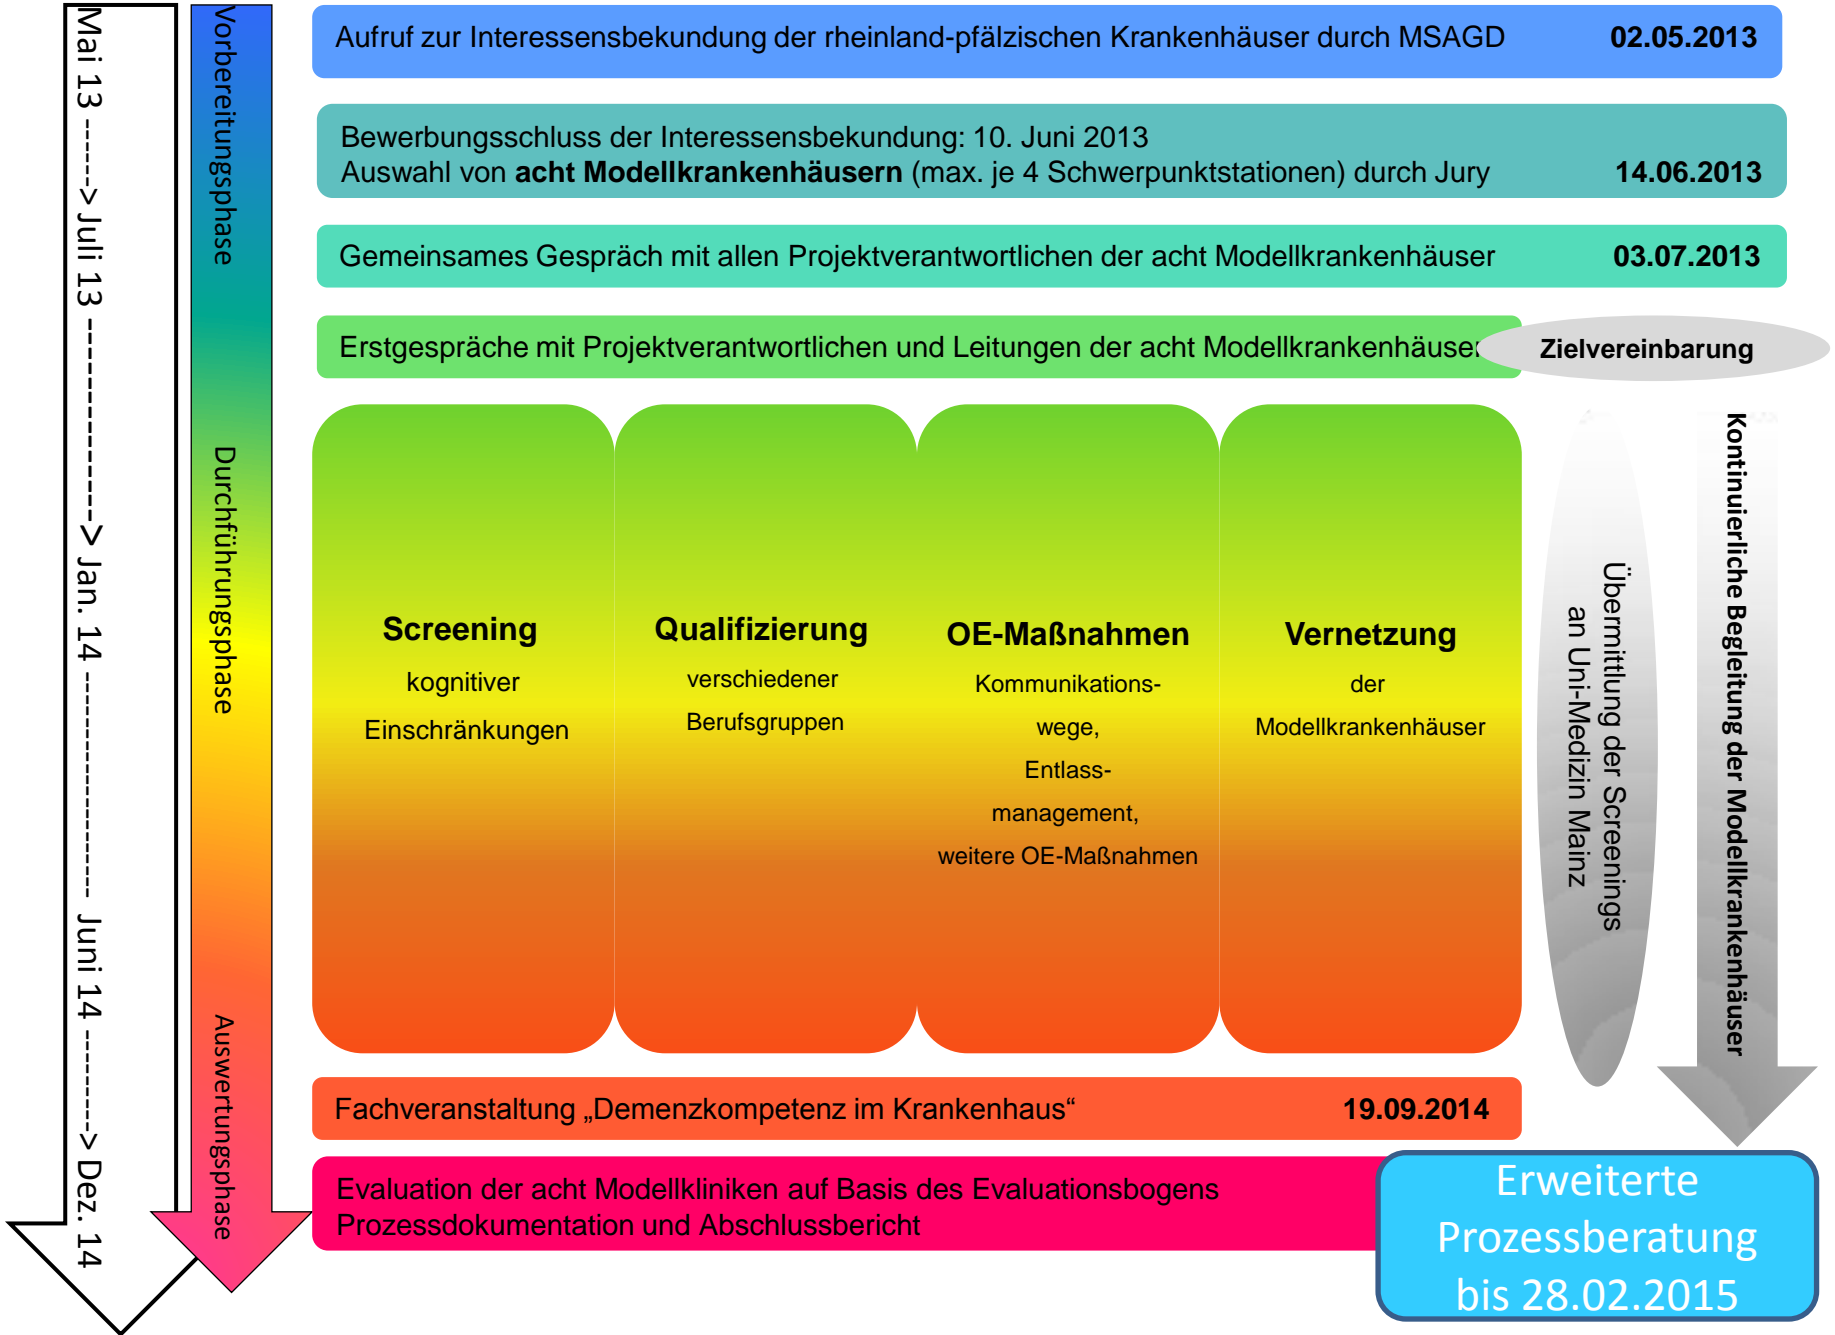 Mai 13 -------> Juli 13 ----------------> Jan. 14 ----------------------- Juni 14 ---------> Dez. 14
Vorbereitungsphase
Durchführungsphase
Auswertungsphase
Aufruf zur Interessensbekundung der rheinland-pfälzischen Krankenhäuser durch MSAGD 02.05.2013
Bewerbungsschluss der Interessensbekundung: 10. Juni 2013
Auswahl von acht Modellkrankenhäusern (max. je 4 Schwerpunktstationen) durch Jury 14.06.2013
Gemeinsames Gespräch mit allen Projektverantwortlichen der acht Modellkrankenhäuser 03.07.2013
Erstgespräche mit Projektverantwortlichen und Leitungen der acht Modellkrankenhäuser
Zielvereinbarung
Screening
kognitiver
Einschränkungen
Qualifizierung
verschiedener
Berufsgruppen
OE-Maßnahmen
Kommunikations-
wege,
Entlass-
management,
weitere OE-Maßnahmen
Vernetzung
der
Modellkrankenhäuser
Übermittlung der Screenings
an Uni-Medizin Mainz
Kontinuierliche Begleitung der Modellkrankenhäuser
Fachveranstaltung „Demenzkompetenz im Krankenhaus“ 19.09.2014
Evaluation der acht Modellkliniken auf Basis des Evaluationsbogens
Prozessdokumentation und Abschlussbericht
Erweiterte
Prozessberatung
bis 28.02.2015